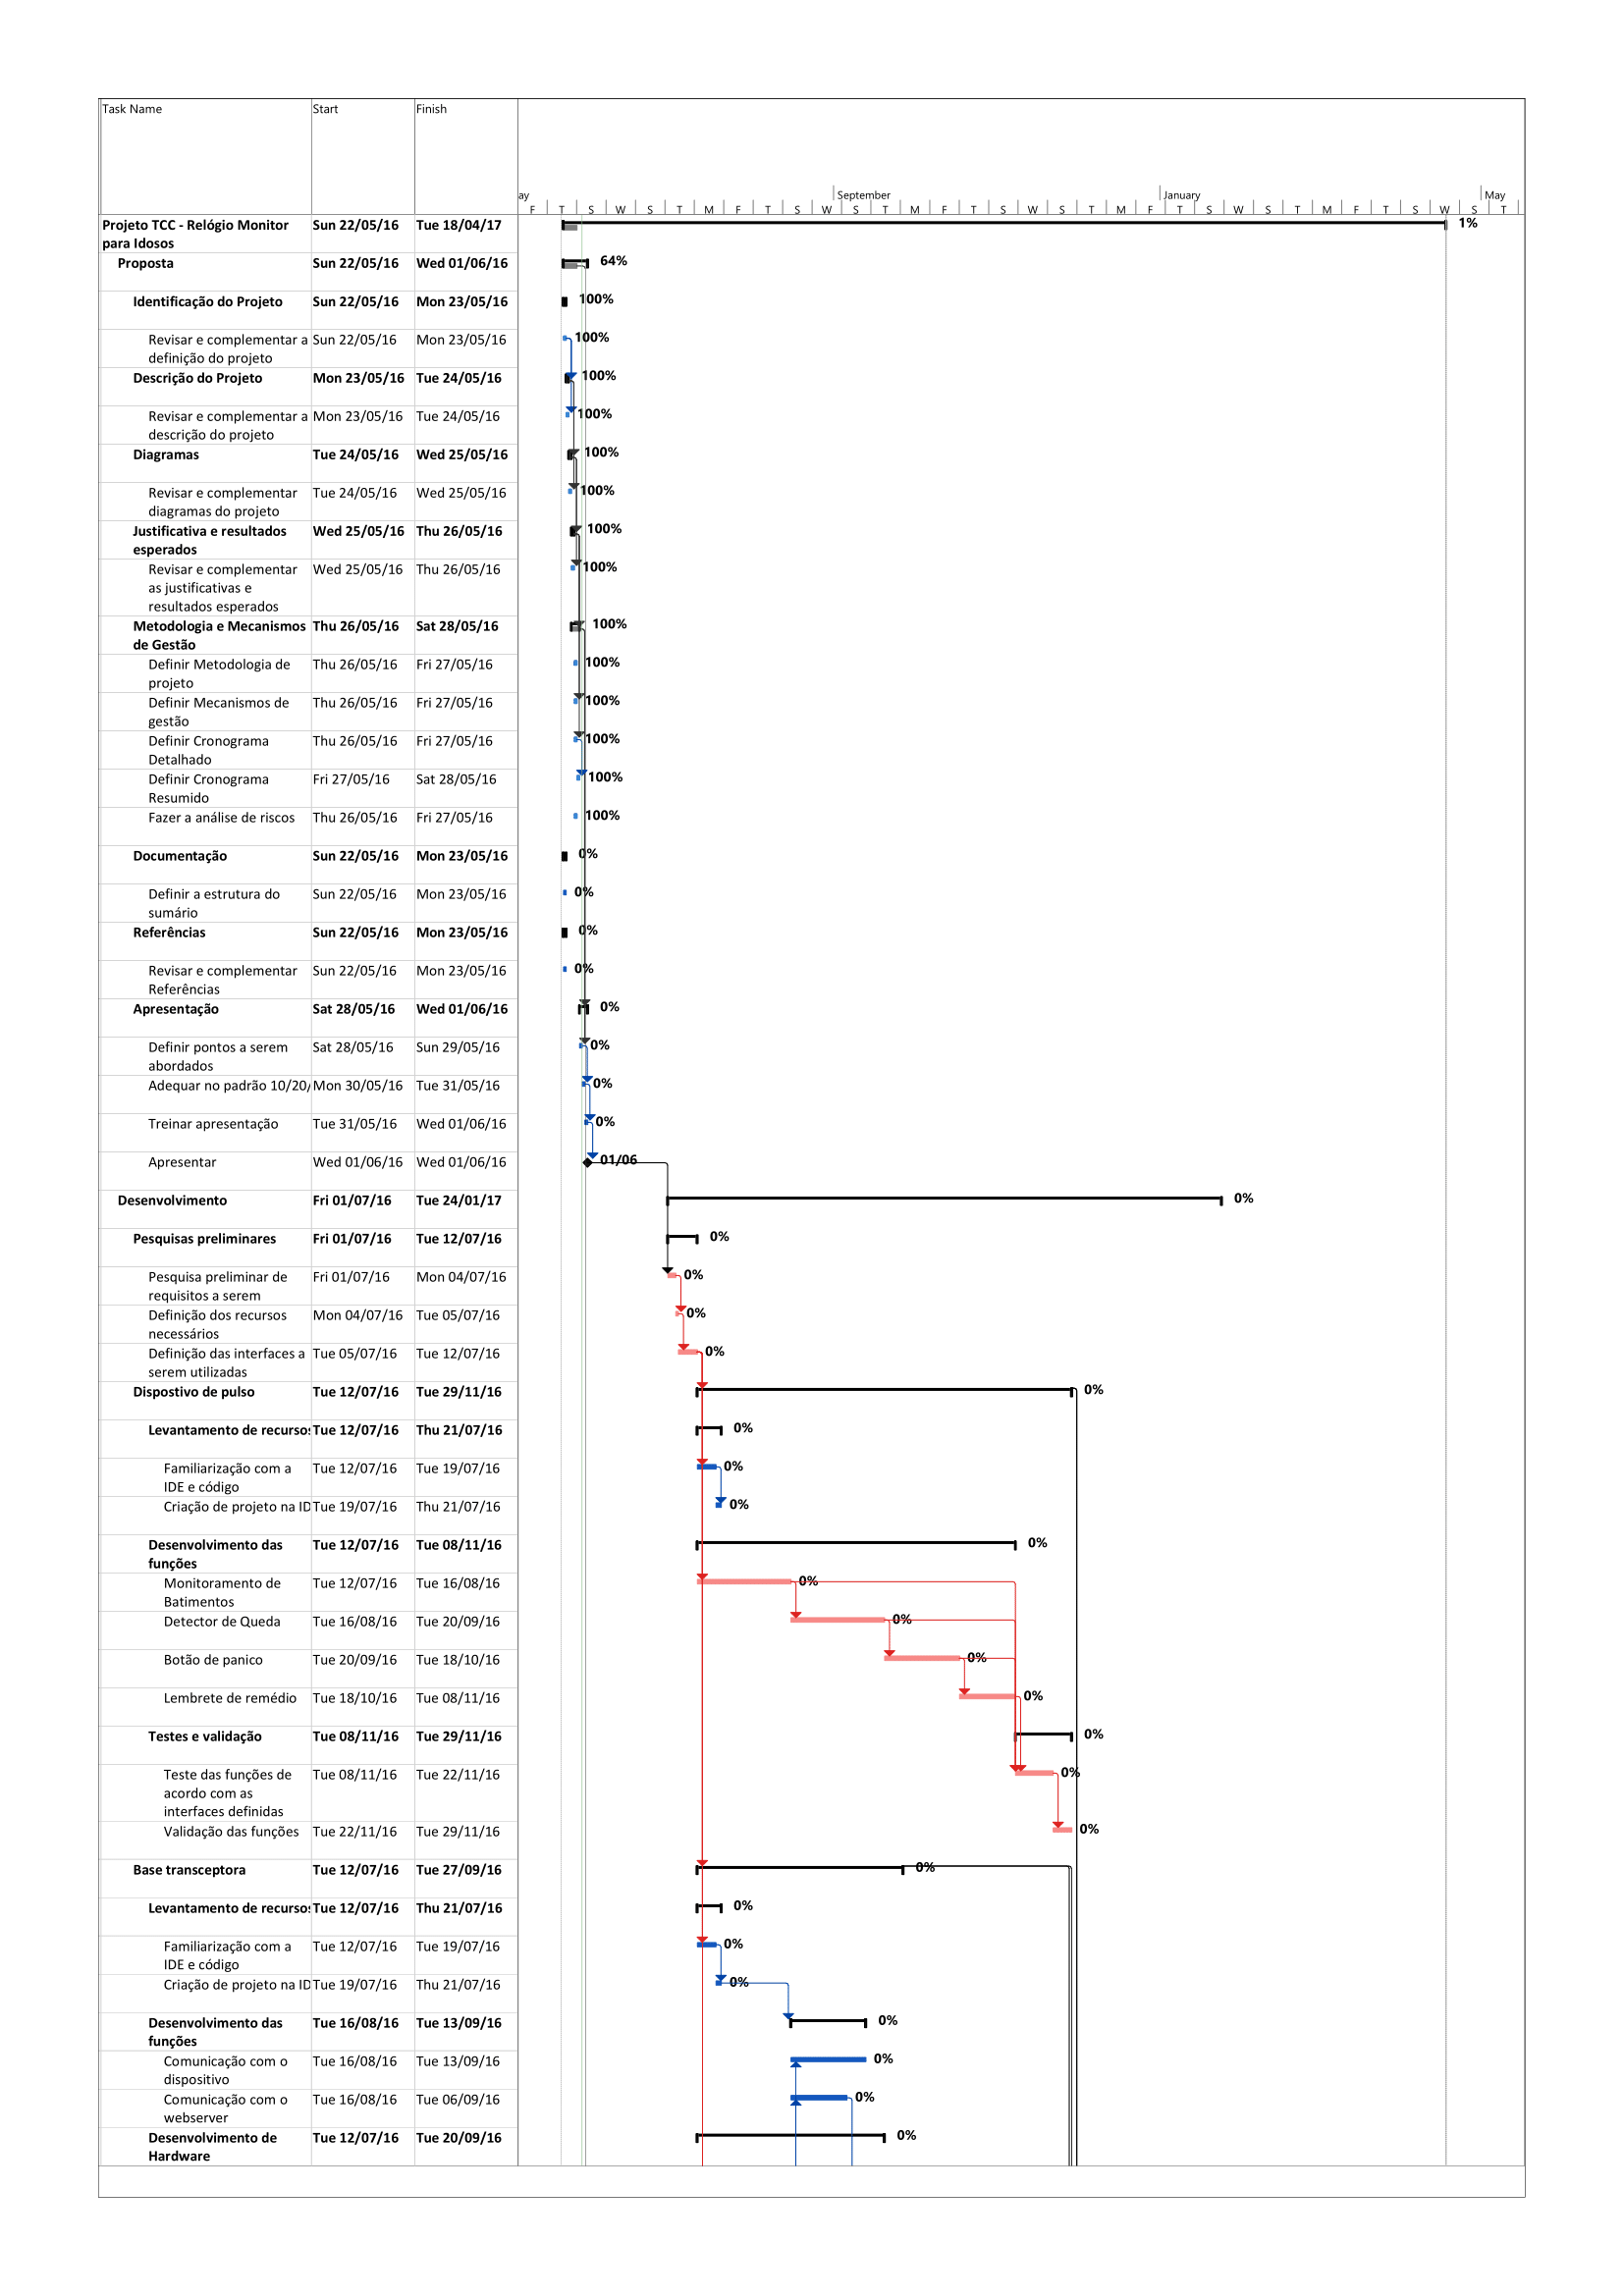 Task Name Start Finish
ay September January May
F T S W S T M F T S W S T M F T S W S T M F T S W S T M F T S W S T
Projeto TCC - Relógio Monitor Sun 22/05/16 Tue 18/04/17 1%
para Idosos
Proposta Sun 22/05/16 Wed 01/06/16 64%
Identificação do Projeto Sun 22/05/16 Mon 23/05/16 100%
Revisar e complementar a Sun 22/05/16 Mon 23/05/16 100%
definição do projeto
Descrição do Projeto Mon 23/05/16 Tue 24/05/16 100%
Revisar e complementar a Mon 23/05/16 Tue 24/05/16 100%
descrição do projeto
Diagramas Tue 24/05/16 Wed 25/05/16 100%
Revisar e complementar Tue 24/05/16 Wed 25/05/16 100%
diagramas do projeto
Justificativa e resultados Wed 25/05/16 Thu 26/05/16 100%
esperados
Revisar e complementar Wed 25/05/16 Thu 26/05/16 100%
as justificativas e
resultados esperados
Metodologia e Mecanismos Thu 26/05/16 Sat 28/05/16 100%
de Gestão
Definir Metodologia de Thu 26/05/16 Fri 27/05/16 100%
projeto
Definir Mecanismos de Thu 26/05/16 Fri 27/05/16 100%
gestão
Definir Cronograma Thu 26/05/16 Fri 27/05/16 100%
Detalhado
Definir Cronograma Fri 27/05/16 Sat 28/05/16 100%
Resumido
Fazer a análise de riscos Thu 26/05/16 Fri 27/05/16 100%
Documentação Sun 22/05/16 Mon 23/05/16 0%
Definir a estrutura do Sun 22/05/16 Mon 23/05/16 0%
sumário
Referências Sun 22/05/16 Mon 23/05/16 0%
Revisar e complementar Sun 22/05/16 Mon 23/05/16 0%
Referências
Apresentação Sat 28/05/16 Wed 01/06/16 0%
Definir pontos a serem Sat 28/05/16 Sun 29/05/16 0%
abordados
Adequar no padrão 10/20/ Mon 30/05/16 Tue 31/05/16 0%
Treinar apresentação Tue 31/05/16 Wed 01/06/16 0%
Apresentar Wed 01/06/16 Wed 01/06/16 01/06
Desenvolvimento Fri 01/07/16 Tue 24/01/17 0%
Pesquisas preliminares Fri 01/07/16 Tue 12/07/16 0%
Pesquisa preliminar de Fri 01/07/16 Mon 04/07/16 0%
requisitos a serem
Definição dos recursos Mon 04/07/16 Tue 05/07/16 0%
necessários
Definição das interfaces a Tue 05/07/16 Tue 12/07/16 0%
serem utilizadas
Dispostivo de pulso Tue 12/07/16 Tue 29/11/16 0%
Levantamento de recursos Tue 12/07/16 Thu 21/07/16 0%
Familiarização com a Tue 12/07/16 Tue 19/07/16 0%
IDE e código
Criação de projeto na ID Tue 19/07/16 Thu 21/07/16 0%
Desenvolvimento das Tue 12/07/16 Tue 08/11/16 0%
funções
Monitoramento de Tue 12/07/16 Tue 16/08/16 0%
Batimentos
Detector de Queda Tue 16/08/16 Tue 20/09/16 0%
Botão de panico Tue 20/09/16 Tue 18/10/16 0%
Lembrete de remédio Tue 18/10/16 Tue 08/11/16 0%
Testes e validação Tue 08/11/16 Tue 29/11/16 0%
Teste das funções de Tue 08/11/16 Tue 22/11/16 0%
acordo com as
interfaces definidas
Validação das funções Tue 22/11/16 Tue 29/11/16 0%
Base transceptora Tue 12/07/16 Tue 27/09/16 0%
Levantamento de recursos Tue 12/07/16 Thu 21/07/16 0%
Familiarização com a Tue 12/07/16 Tue 19/07/16 0%
IDE e código
Criação de projeto na ID Tue 19/07/16 Thu 21/07/16 0%
Desenvolvimento das Tue 16/08/16 Tue 13/09/16 0%
funções
Comunicação com o Tue 16/08/16 Tue 13/09/16 0%
dispositivo
Comunicação com o Tue 16/08/16 Tue 06/09/16 0%
webserver
Desenvolvimento de Tue 12/07/16 Tue 20/09/16 0%
Hardware